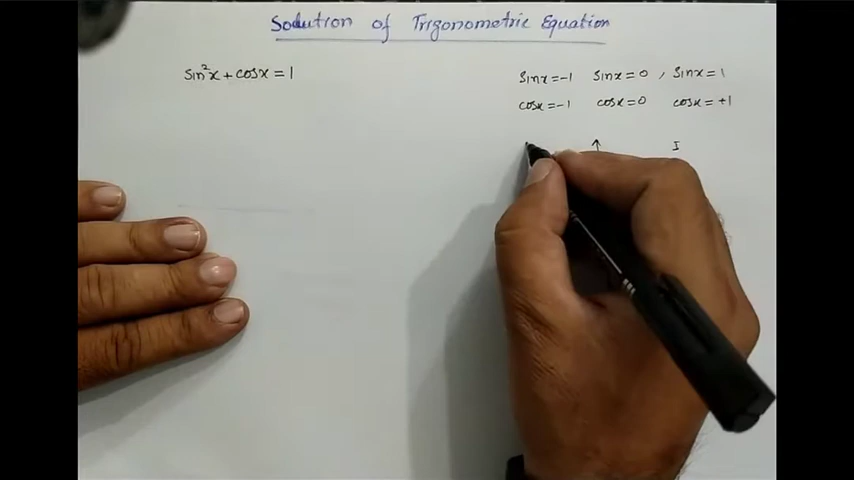 Solution of Trigonometric Equation
sin²x + cosx = 1
sinx = -1 sinx = 0 , sinx = 1
cosx = -1 cosx = 0 cosx = +1
I